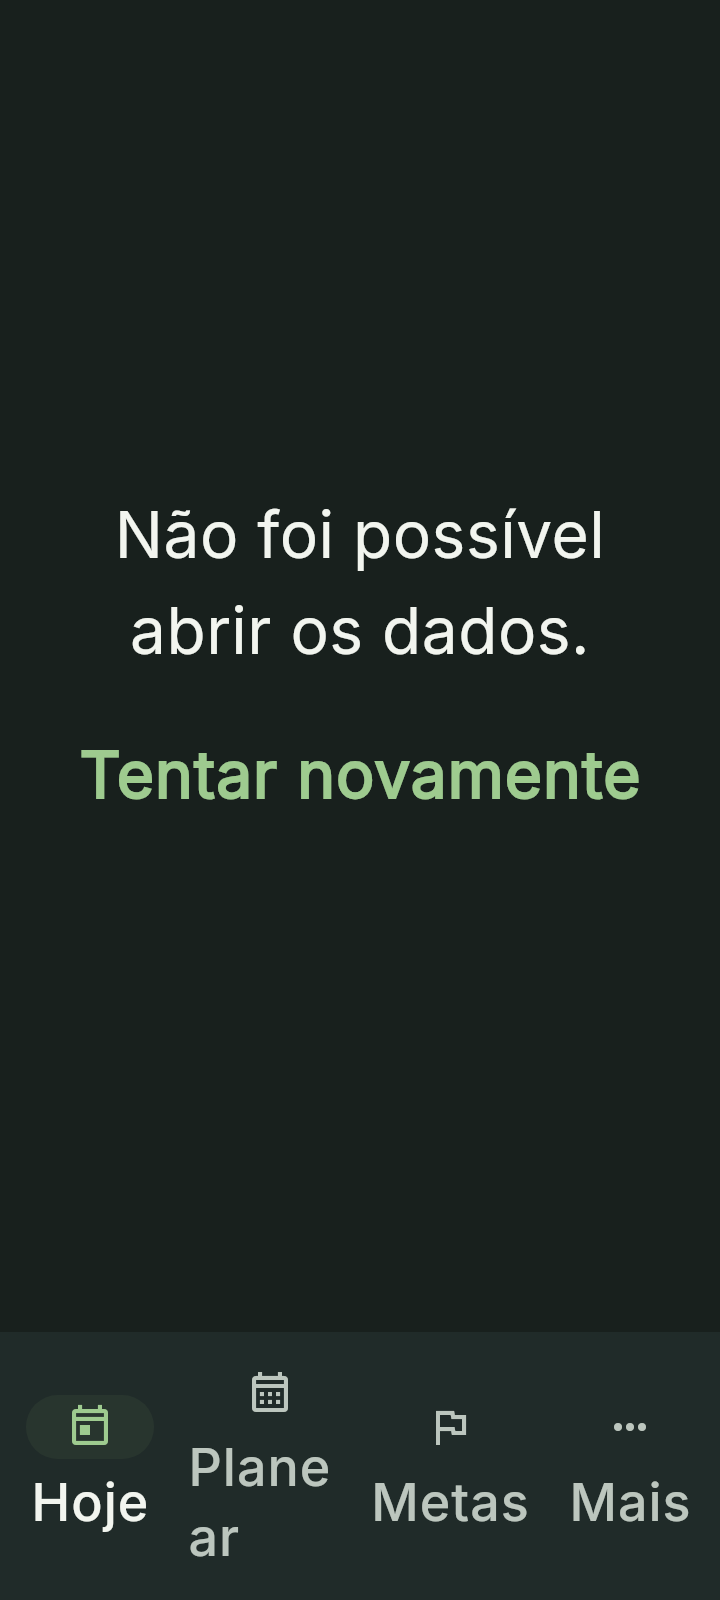 Não foi possível
abrir os dados.
Tentar novamente
Hoje
Plane
ar
Metas
Mais